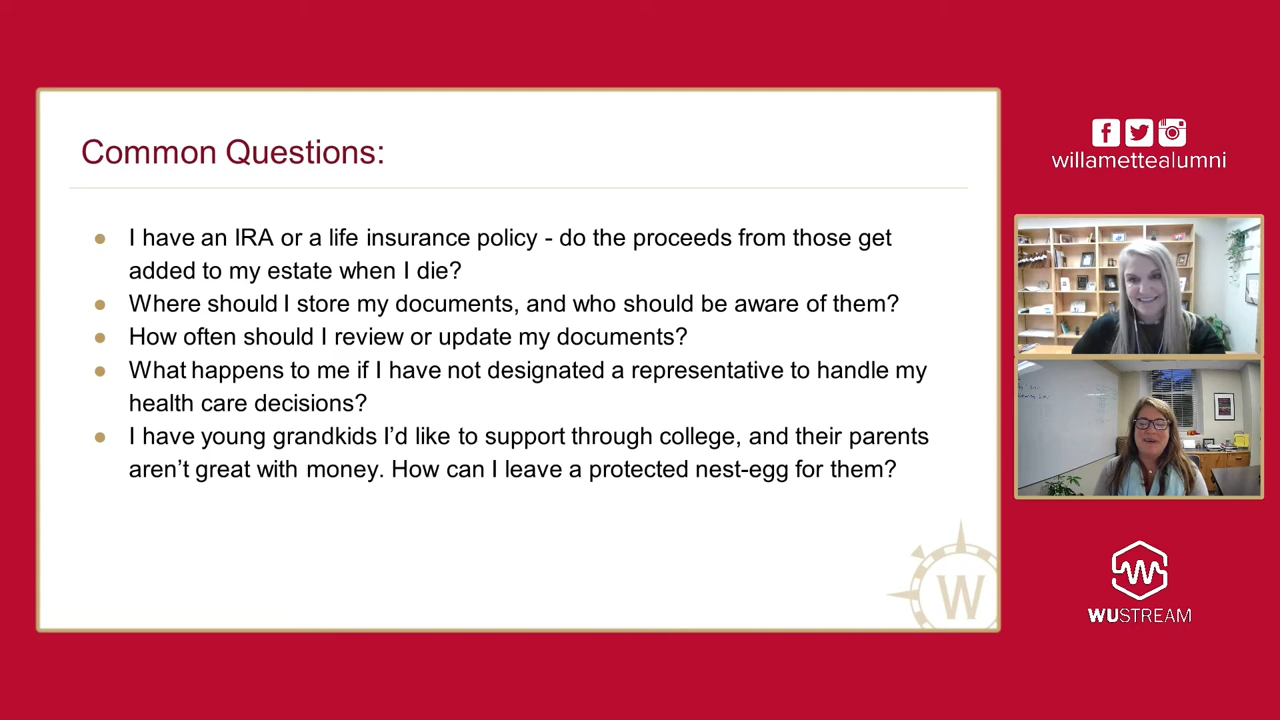 Common Questions:
I have an IRA or a life insurance policy - do the proceeds from those get
added to my estate when I die?
Where should I store my documents, and who should be aware of them?
How often should I review or update my documents?
What happens to me if I have not designated a representative to handle my
health care decisions?
I have young grandkids I’d like to support through college, and their parents
aren’t great with money. How can I leave a protected nest-egg for them?
W
willamettealumni
WUSTREAM